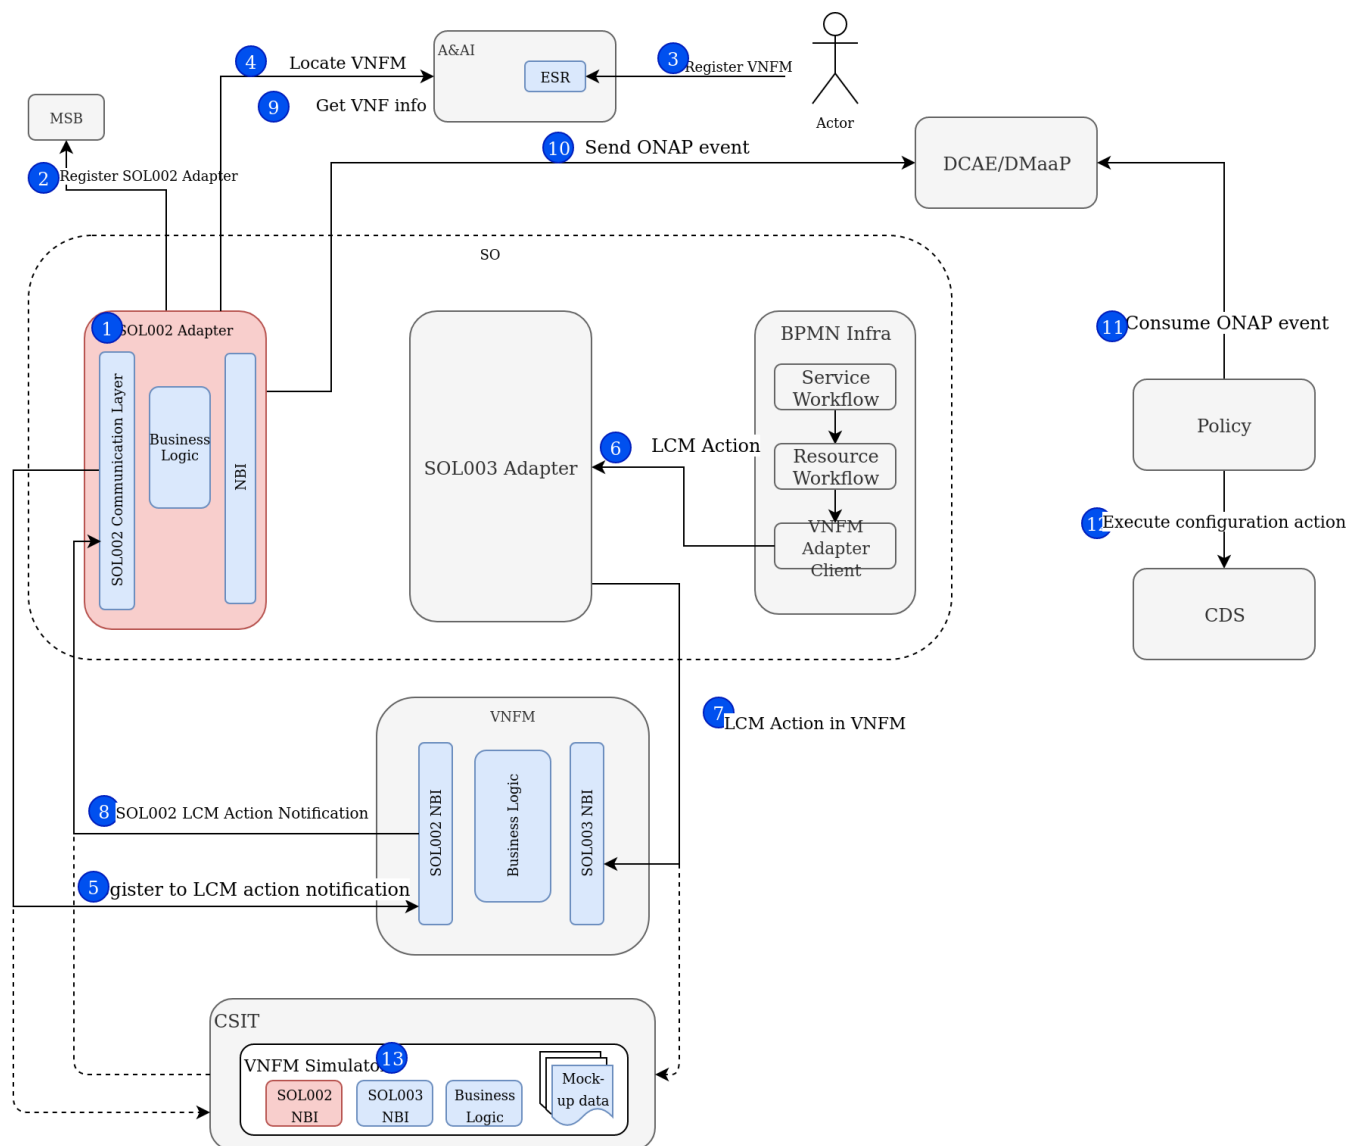 4
Locate VNFM
A&AI
ESR
3
Register VNFM
Actor
9
Get VNF info
MSB
2
Register SOL002 Adapter
10
Send ONAP event
DCAE/DMaaP
SO
1
SOL002 Adapter
SOL002 Communication Layer
Business
Logic
NBI
SOL003 Adapter
6
LCM Action
BPMN Infra
Service
Workflow
Resource
Workflow
VNFM
Adapter
Client
11
Consume ONAP event
Policy
12
Execute configuration action
CDS
7
LCM Action in VNFM
VNFM
SOL002 NBI
Business Logic
SOL003 NBI
8
SOL002 LCM Action Notification
5
gister to LCM action notification
CSIT
VNFM Simulato
13
SOL002
NBI
SOL003
NBI
Business
Logic
Mock-
up data